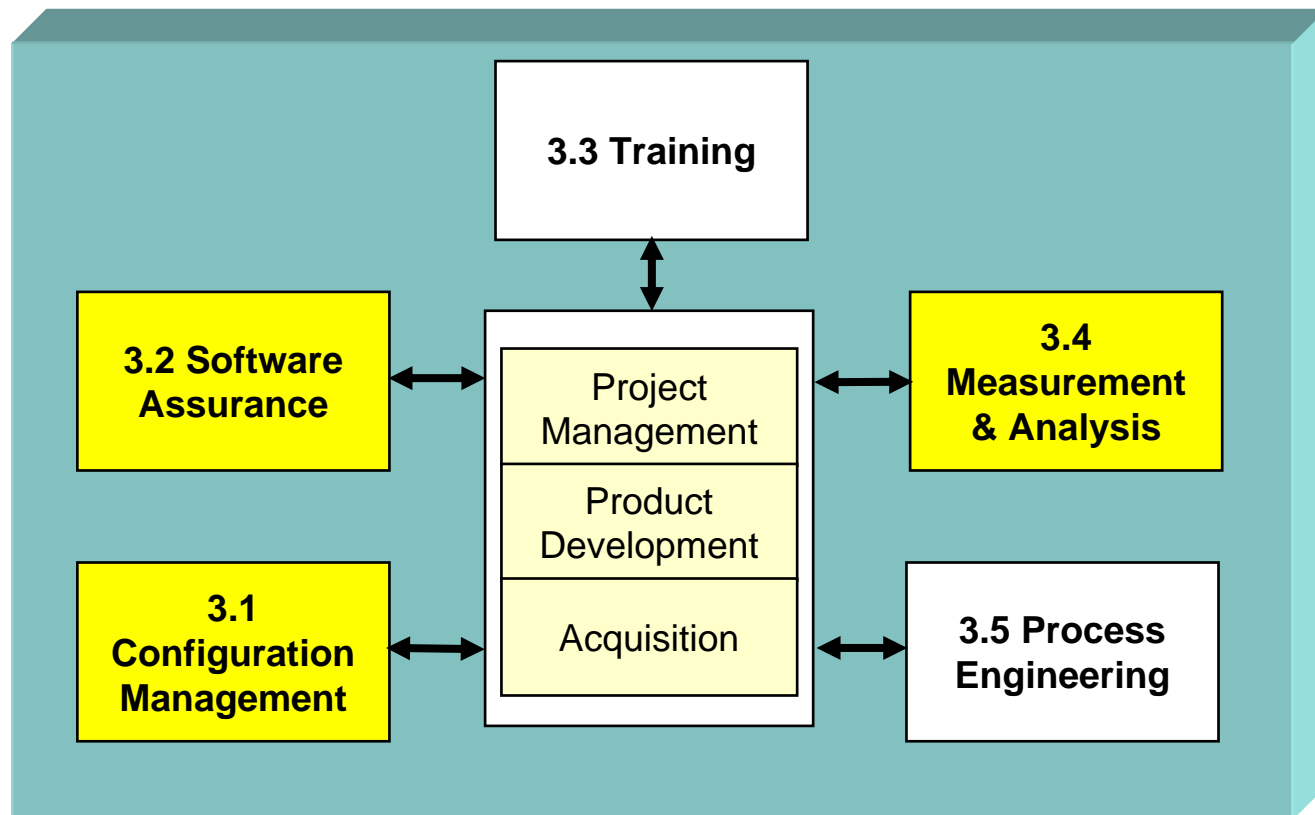 3.3 Training
3.2 Software
Assurance
Project
Management
3.4
Measurement
& Analysis
Product
Development
3.1
Configuration
Management
Acquisition
3.5 Process
Engineering